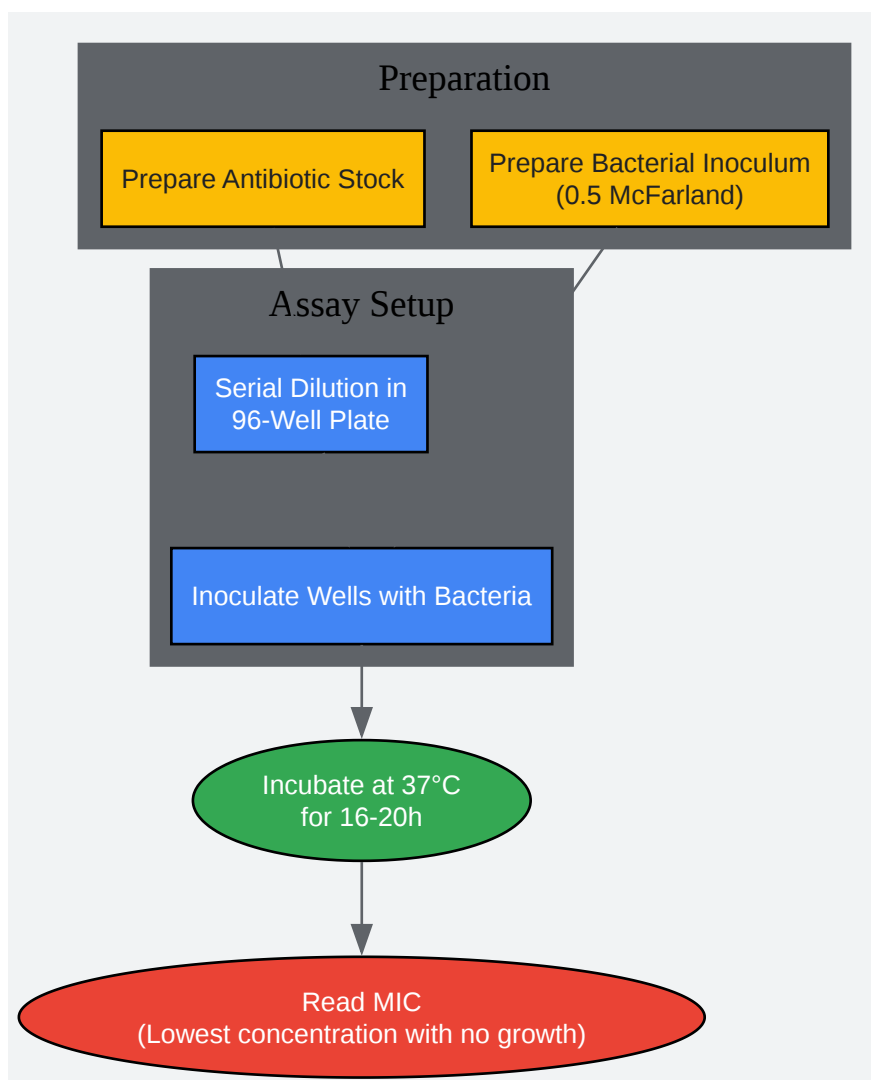 Preparation
Prepare Antibiotic Stock
Prepare Bacterial Inoculum
(0.5 McFarland)
Assay Setup
Serial Dilution in
96-Well Plate
Inoculate Wells with Bacteria
Incubate at 37°C
for 16-20h
Read MIC
(Lowest concentration with no growth)